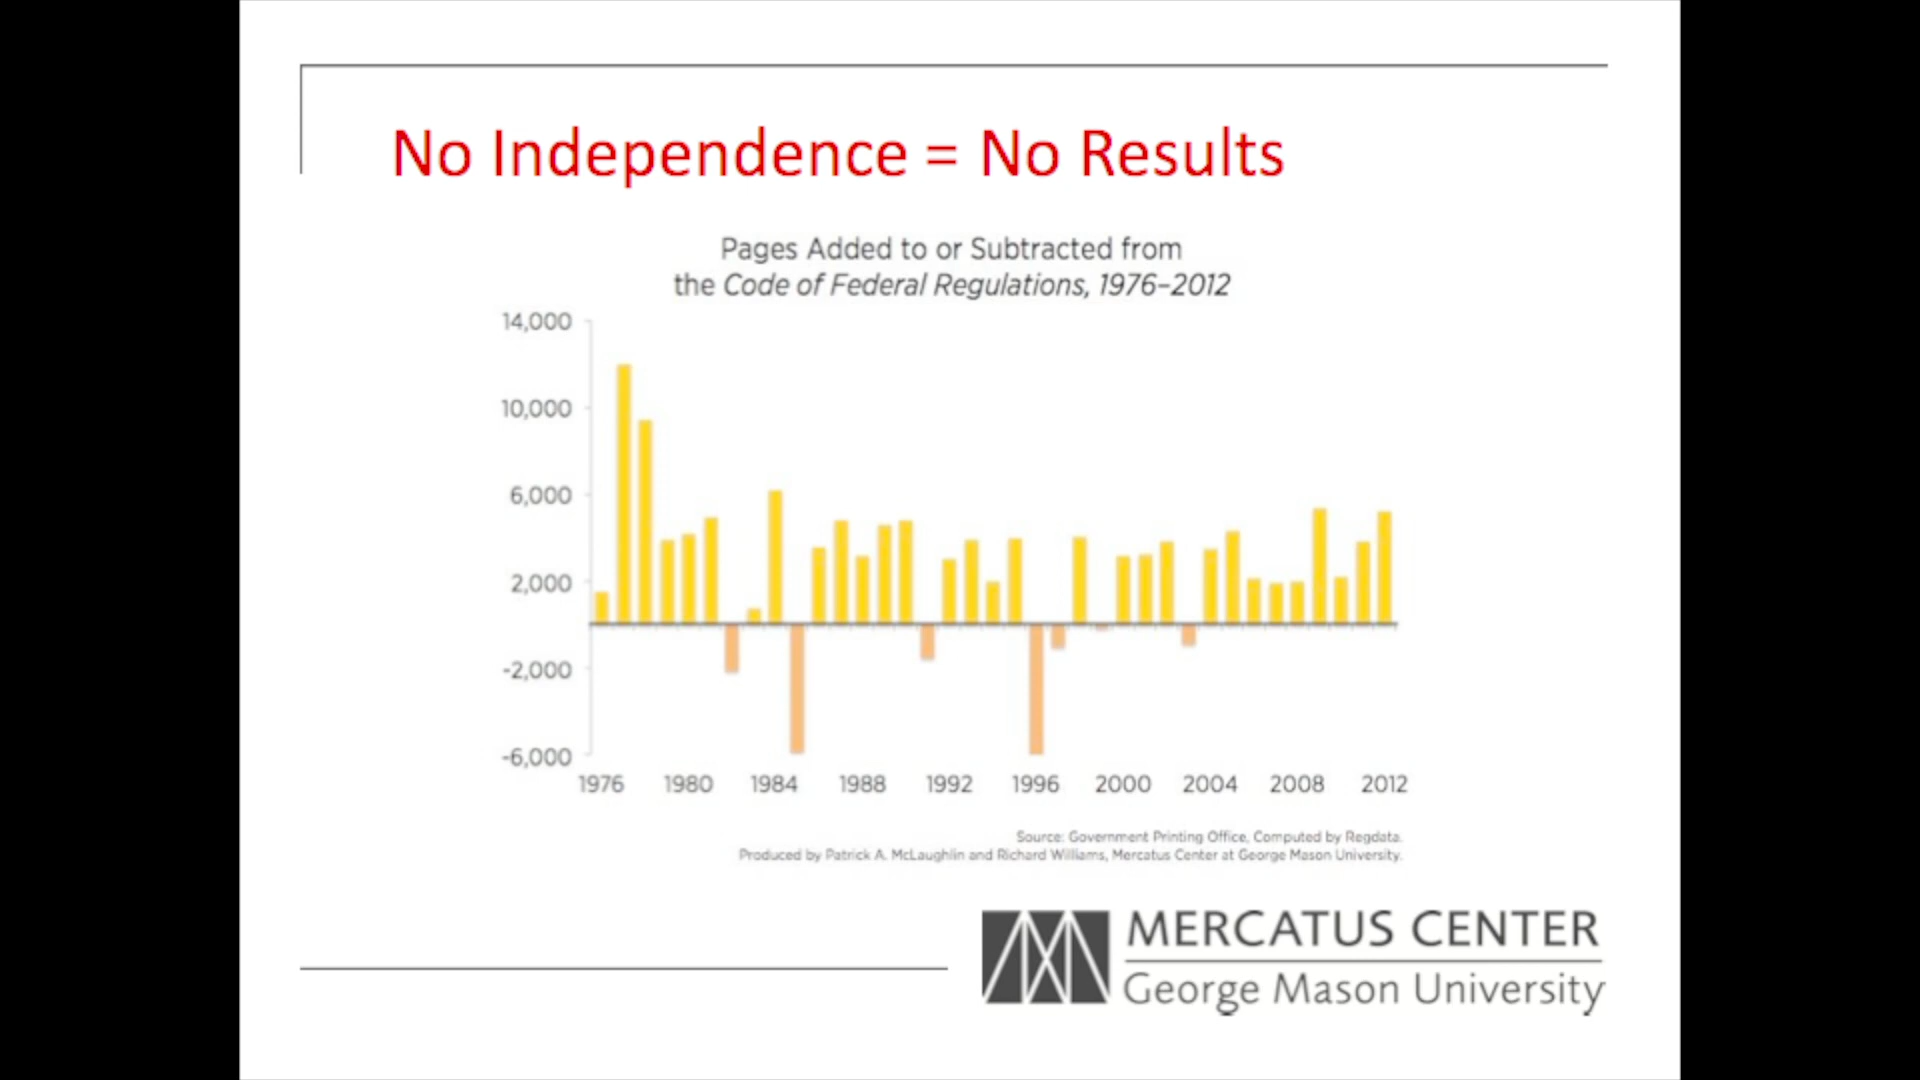 No Independence = No Results
Pages Added to or Subtracted from
the Code of Federal Regulations, 1976–2012
14,000
10,000
6,000
2,000
-2,000
-6,000
1976 1980 1984 1988 1992 1996 2000 2004 2008 2012
Source: Government Printing Office, Computed by Regdata.
Produced by Patrick A. McLaughlin and Richard Williams, Mercatus Center at George Mason University.
MERCATUS CENTER
George Mason University